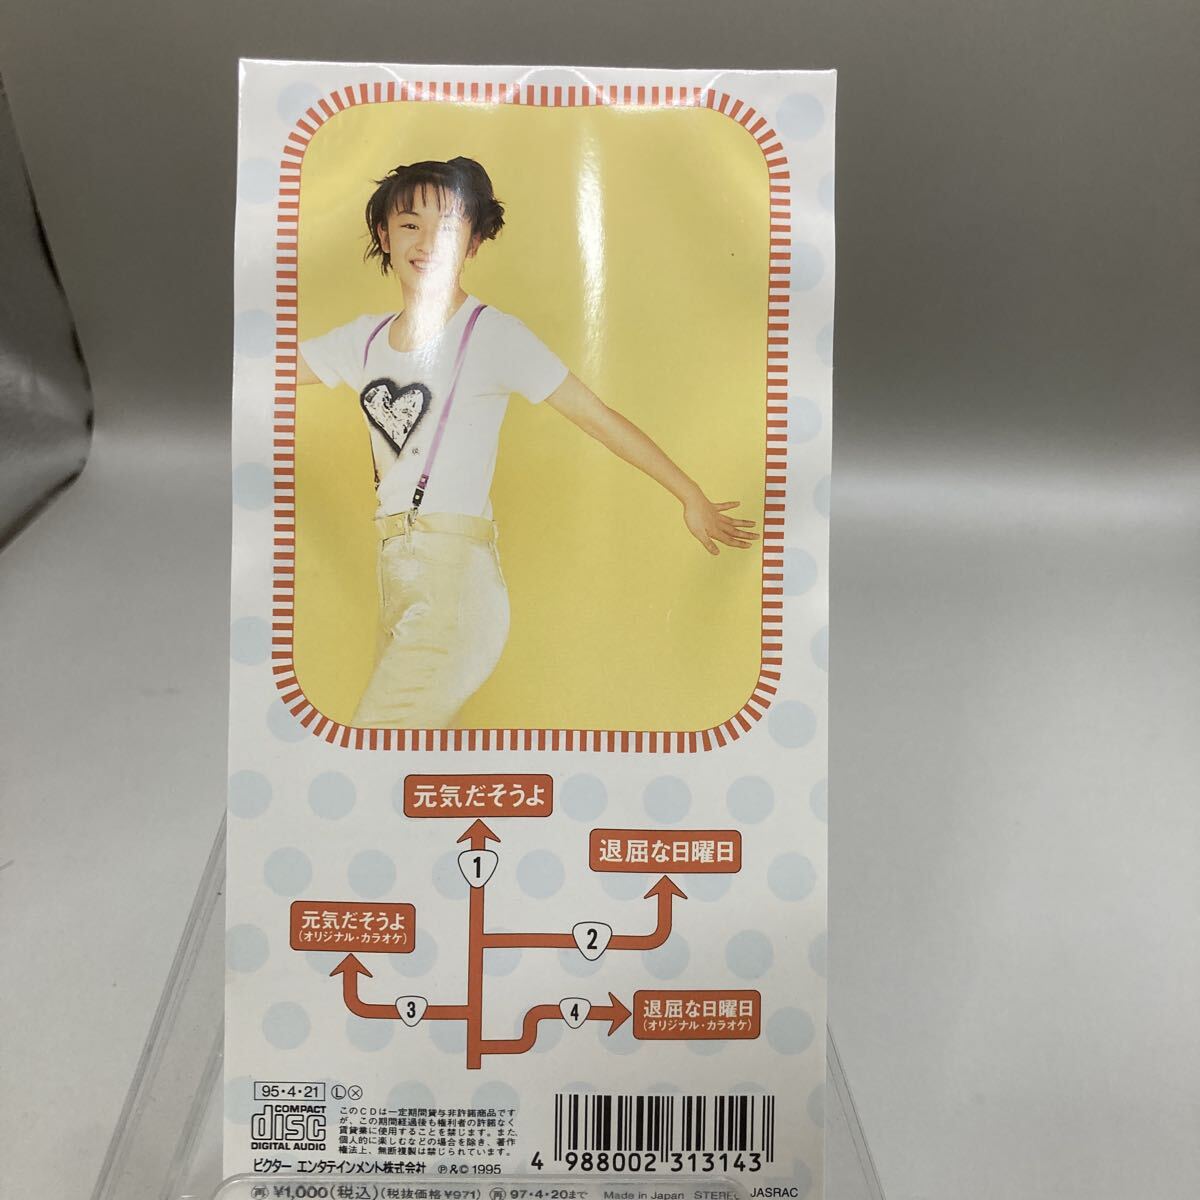 元気だそうよ
1
退屈な日曜日
2
元気だそうよ
(オリジナル・カラオケ)
3
4
退屈な日曜日
(オリジナル・カラオケ)
95・4・21 Ⓛ ⓧ
COMPACT
disc
DIGITAL AUDIO
このCDは一定期間貸与非許諾商品です
が、この期間経過後も権利者の許諾なく
賃貸業に使用することを禁じます。また、
個人的に楽しむなどの場合を除き、著作
権法上、無断複製は禁じられています。
ビクター エンタテインメント株式会社 ℗&© 1995
4 988002 313143
再 ¥1,000(税込)(税抜価格¥971) 再 97・4・20まで Made in Japan STEREO JASRAC